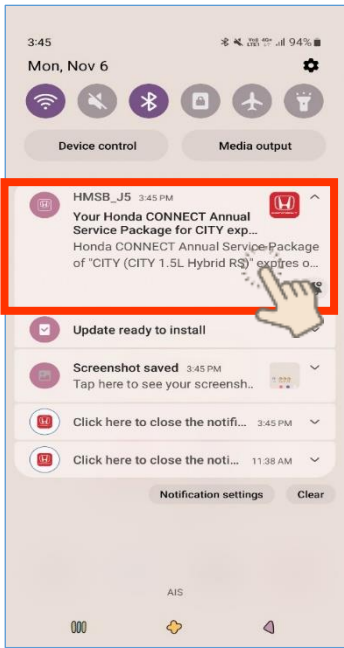 3:45
94%
Mon, Nov 6
Device control
Media output
HMSB_J5 3:45 PM
Your Honda CONNECT Annual
Service Package for CITY exp...
Honda CONNECT Annual Service Package
of "CITY (CITY 1.5L Hybrid RS)" expires o...
Update ready to install
Screenshot saved 3:45 PM
Tap here to see your screensh..
Click here to close the notifi... 3:45 PM
Click here to close the noti... 11:38 AM
Notification settings
Clear
AIS